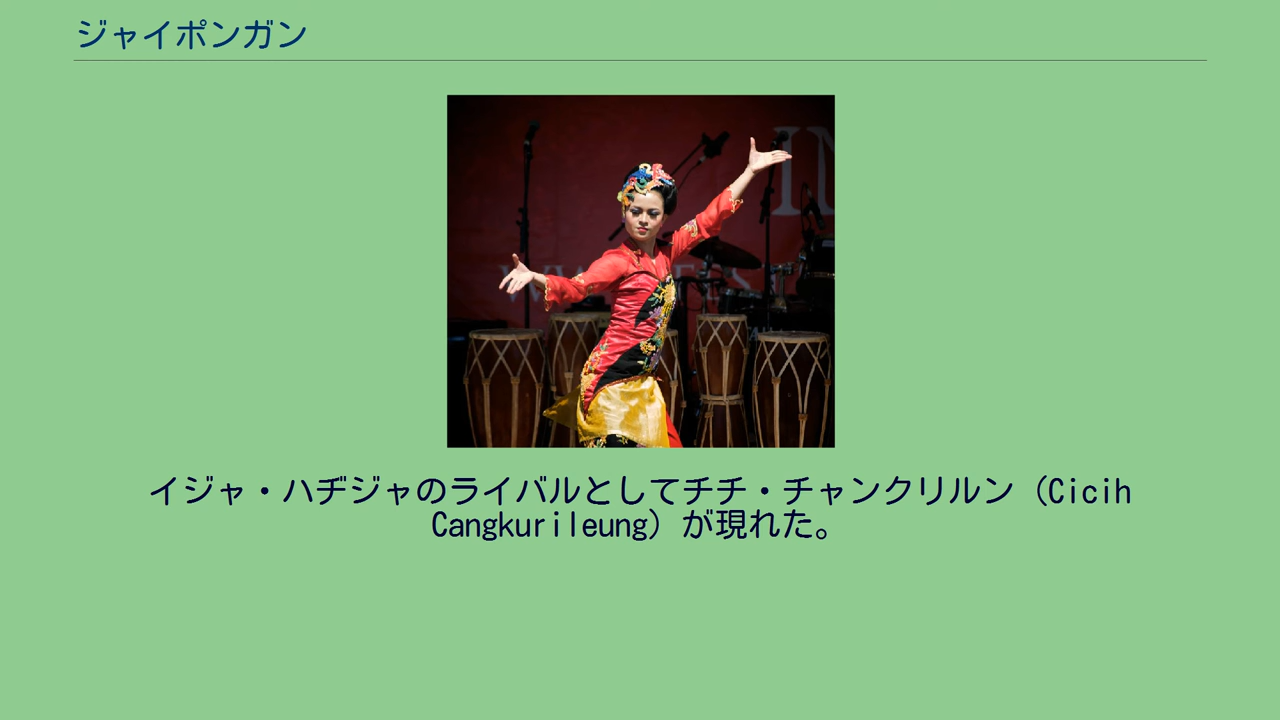 ジャイポンガン
イジャ・ハヂジャのライバルとしてチチ・チャンクリルン（Cicih
Cangkurileung）が現れた。